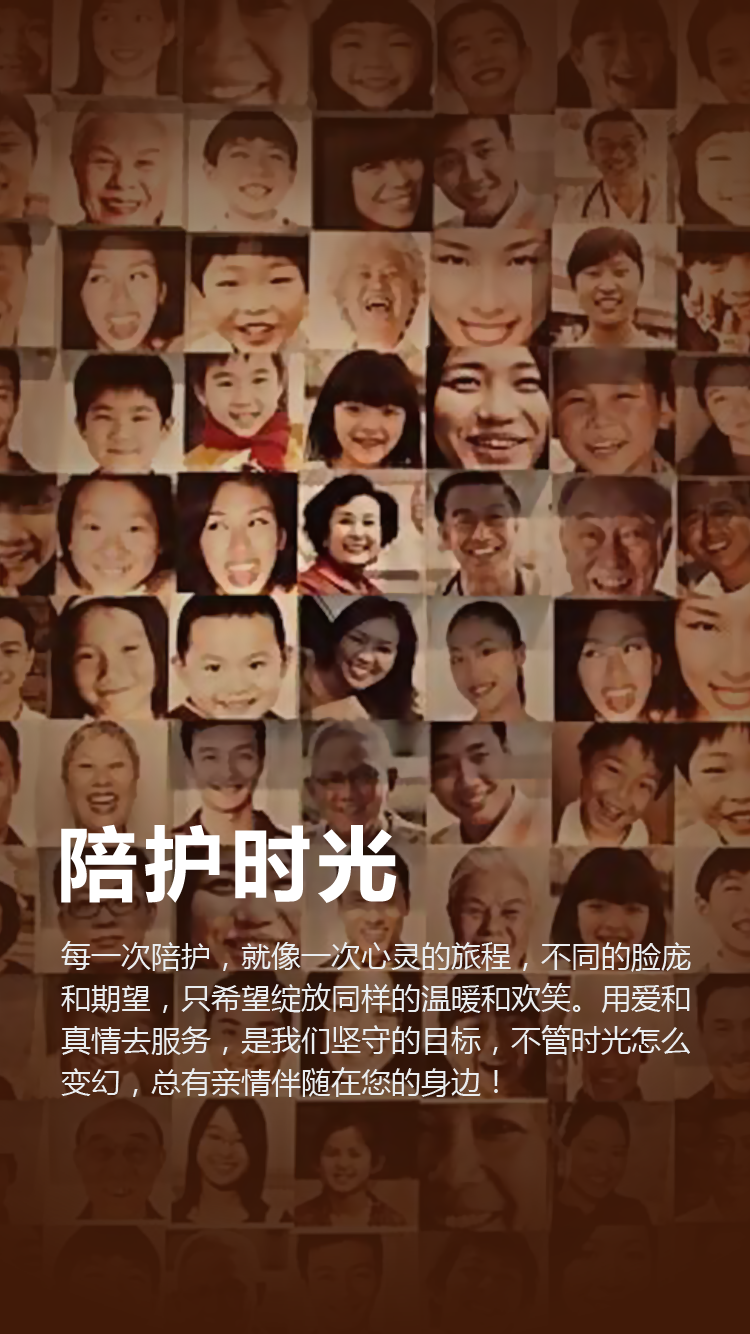 陪护时光
每一次陪护，就像一次心灵的旅程，不同的脸庞
和期望，只希望绽放同样的温暖和欢笑。用爱和
真情去服务，是我们坚守的目标，不管时光怎么
变幻，总有亲情伴随在您的身边！